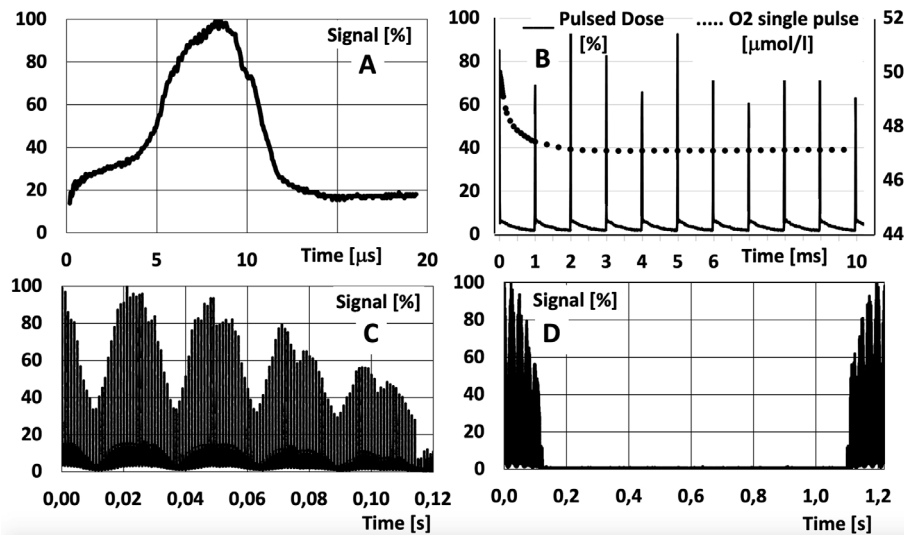 100
80
60
40
20
0
Signal [%]
A
0 5 10 20
Time [µs]
100
80
60
40
20
0
Pulsed Dose
[%]
O2 single pulse
[µmol/l]
B
52
50
48
46
44
0 1 2 3 4 5 6 10
Time [ms]
100
80
60
40
20
0
Signal [%]
C
0,00 0,02 0,04 0,06 0,08 0,10 0,12
Time [s]
100
80
60
40
20
0
Signal [%]
D
0,0 0,2 0,4 0,6 0,8 1,0 1,2
Time [s]